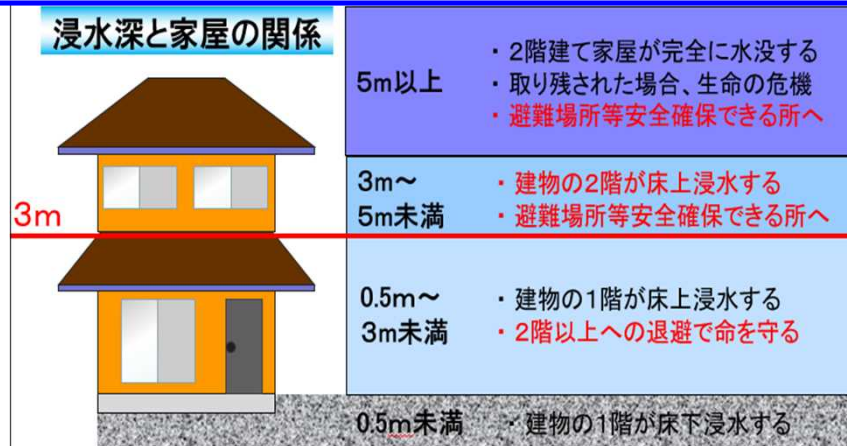 浸水深と家屋の関係
5m以上
・2階建て家屋が完全に水没する
・取り残された場合、生命の危機
・避難場所等安全確保できる所へ
3m
3m～
5m未満
・建物の2階が床上浸水する
・避難場所等安全確保できる所へ
0.5m～
3m未満
・建物の1階が床上浸水する
・2階以上への退避で命を守る
0.5m未満
・建物の1階が床下浸水する